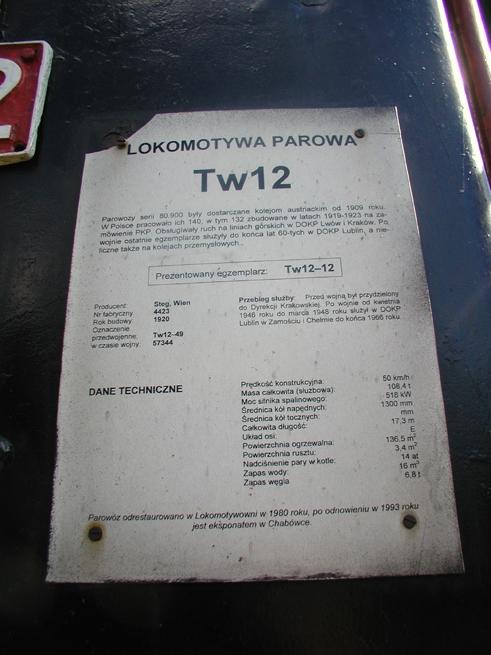 2
LOKOMOTYWA PAROWA
Tw12
Parowozy serii 80.900 były dostarczane kolejom austriackim od 1909 roku.
W Polsce pracowało ich 140, w tym 132 zbudowane w latach 1919-1923 na za-
mówienie PKP. Obsługiwały ruch na liniach górskich w DOKP Lwów i Kraków. Po
wojnie ostatnie egzemplarze służyły do końca lat 60-tych w DOKP Lublin, a nie-
liczne także na kolejach przemysłowych..
Prezentowany egzemplarz: Tw12–12
Producent: Steg, Wien
Nr fabryczny 4423
Rok budowy 1920
Oznaczenie
przedwojenne: Tw12–49
w czasie wojny: 57344
Przebieg służby: Przed wojną był przydzielony
do Dyrekcji Krakowskiej. Po wojnie od kwietnia
1946 roku do marca 1948 roku służył w DOKP
Lublin w Zamościu i Chełmie do końca 1966 roku.
DANE TECHNICZNE
Prędkość konstrukcyjna: 50 km/h
Masa całkowita (służbowa): 108,4 t
Moc silnika spalinowego: 518 kW
Średnica kół napędnych: 1300 mm
Średnica kół tocznych: mm
Całkowita długość: 17,3 m
Układ osi: E
Powierzchnia ogrzewalna: 136,5 m²
Powierzchnia rusztu: 3,4 m²
Nadciśnienie pary w kotle: 14 at
Zapas wody: 16 m³
Zapas węgla 6,8 t
Parowóz odrestaurowano w Lokomotywowni w 1980 roku, po odnowieniu w 1993 roku
jest eksponatem w Chabówce.